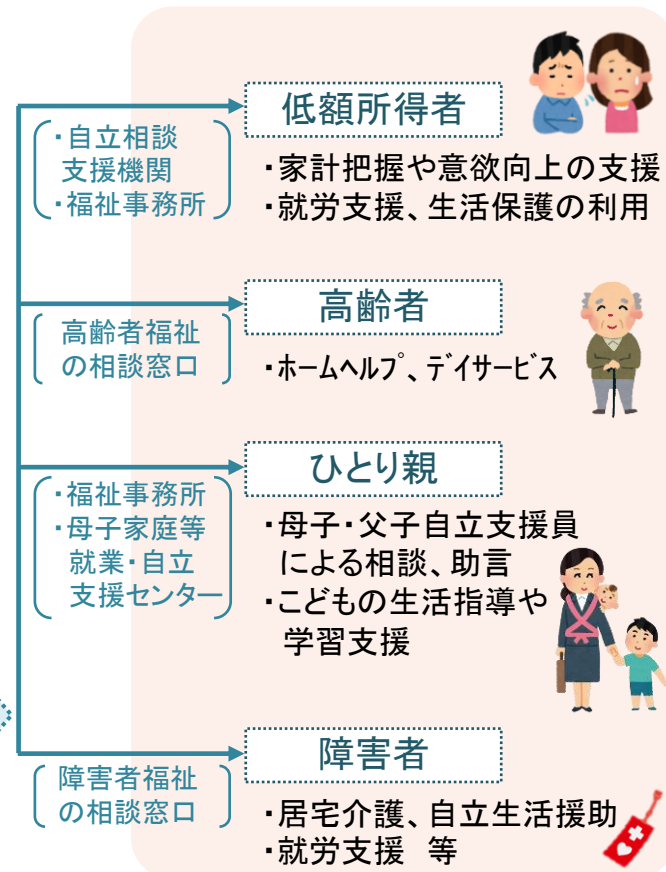 低額所得者
・自立相談
支援機関
・福祉事務所
・家計把握や意欲向上の支援
・就労支援、生活保護の利用
高齢者
高齢者福祉
の相談窓口
・ホームヘルプ、デイサービス
ひとり親
・福祉事務所
・母子家庭等
就業・自立
支援センター
・母子・父子自立支援員
による相談、助言
・こどもの生活指導や
学習支援
障害者
障害者福祉
の相談窓口
・居宅介護、自立生活援助
・就労支援 等